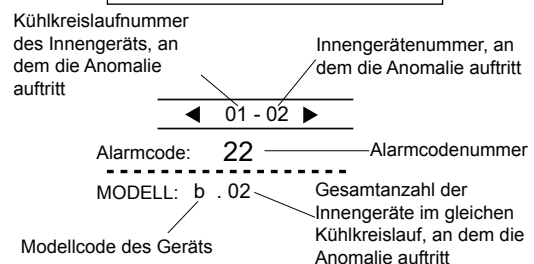 Kühlkreislaufnummer
des Innengeräts, an
dem die Anomalie
auftritt
Innengerätenummer, an
dem die Anomalie auftritt
◀ 01 - 02 ▶
Alarmcode: 22
Alarmcodenummer
MODELL: b . 02
Modellcode des Geräts
Gesamtanzahl der
Innengeräte im gleichen
Kühlkreislauf, an dem die
Anomalie auftritt